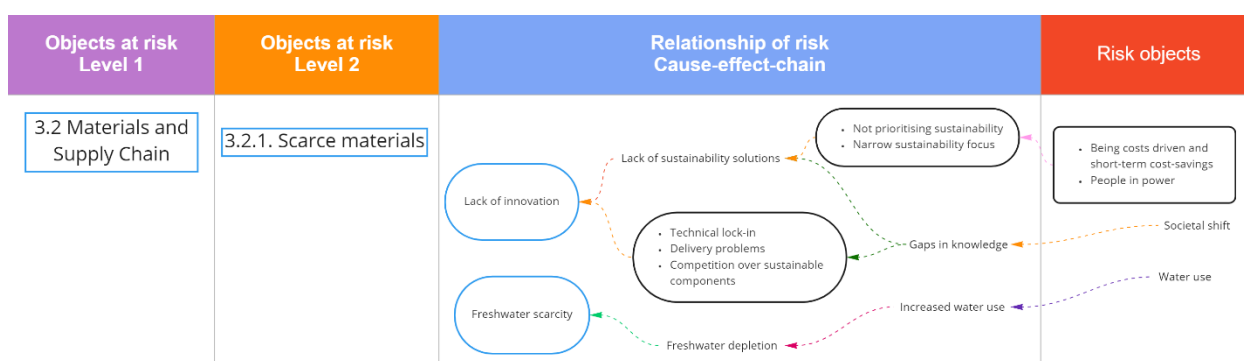 Objects at risk
Level 1
Objects at risk
Level 2
Relationship of risk
Cause-effect-chain
Risk objects
3.2 Materials and
Supply Chain
3.2.1. Scarce materials
• Not prioritising sustainability
• Narrow sustainability focus
• Being costs driven and
short-term cost-savings
• People in power
Lack of sustainability solutions
Lack of innovation
• Technical lock-in
• Delivery problems
• Competition over sustainable
components
Gaps in knowledge
Societal shift
Water use
Increased water use
Freshwater scarcity
Freshwater depletion